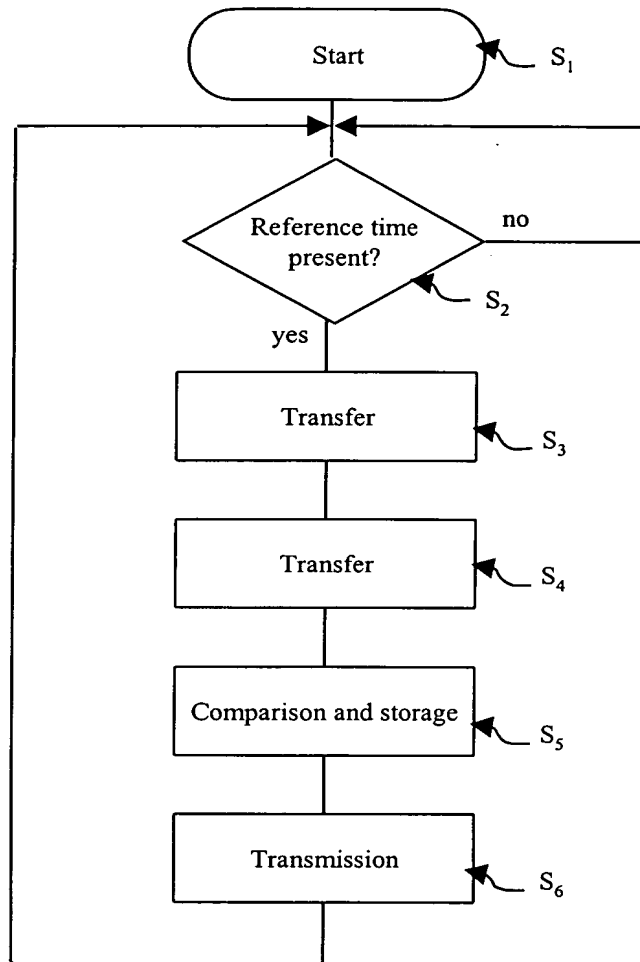 Start
S₁
Reference time
present?
no
S₂
yes
Transfer
S₃
Transfer
S₄
Comparison and storage
S₅
Transmission
S₆